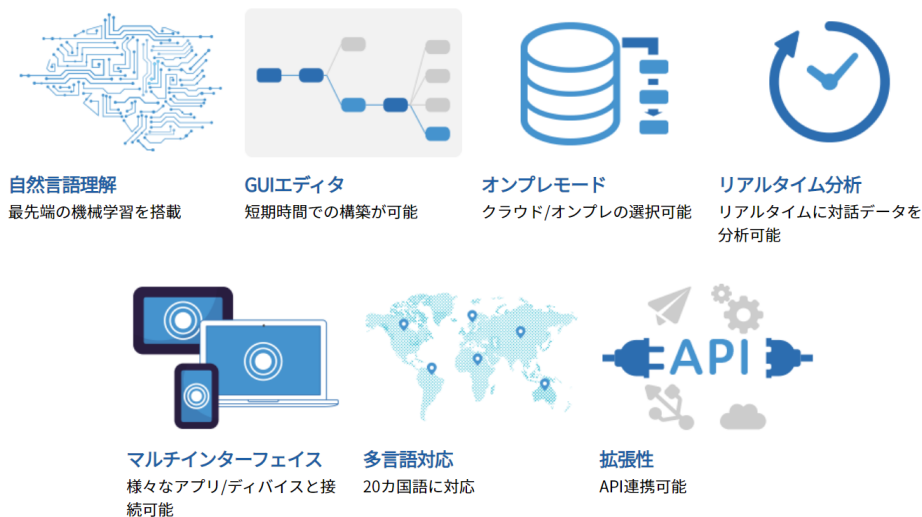 自然言語理解
最先端の機械学習を搭載
GUIエディタ
短期時間での構築が可能
オンプレモード
クラウド/オンプレの選択可能
リアルタイム分析
リアルタイムに対話データを
分析可能
マルチインターフェイス
様々なアプリ/ディバイスと接
続可能
多言語対応
20カ国語に対応
API
拡張性
API連携可能